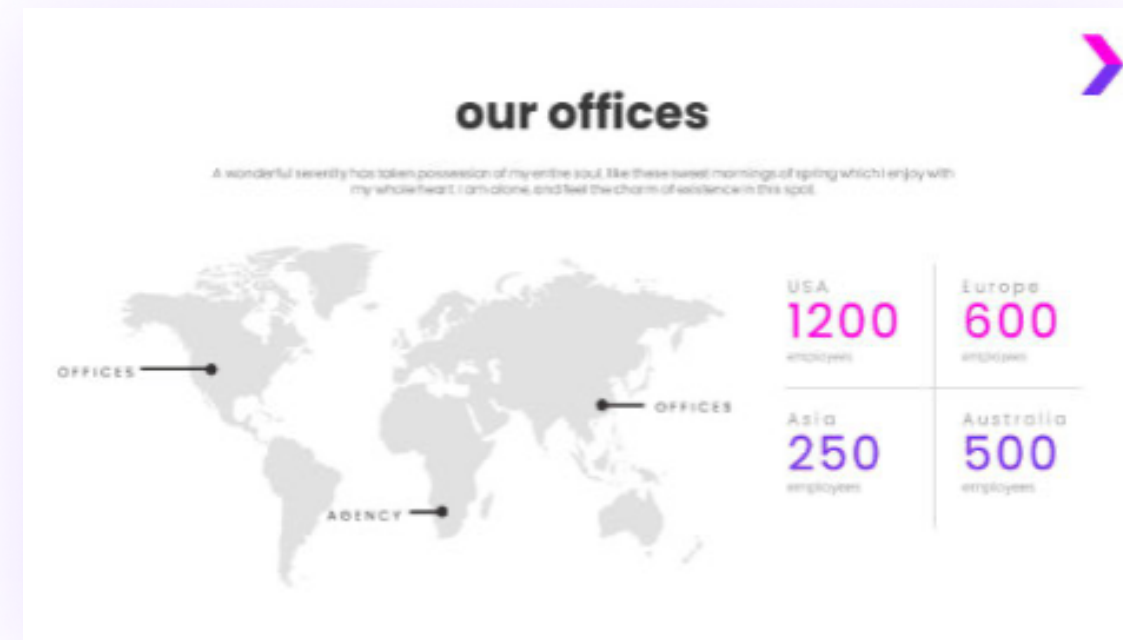 our offices
A wonderful serenity has taken possession of my entire soul, like these sweet mornings of spring which I enjoy with
my whole heart. I am alone, and feel the charm of existence in this spot,
OFFICES
OFFICES
AGENCY
USA
1200
employees
Europe
600
employees
Asia
250
employees
Australia
500
employees